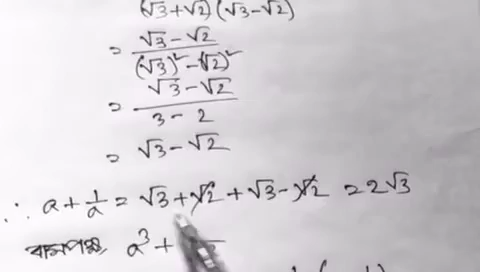 (√3+√2)(√3-√2)
= √3 - √2 / (√3)² - (√2)²
= √3 - √2 / 3 - 2
= √3 - √2
∴ a + 1/a = √3 + √2 + √3 - √2 = 2√3
বামপক্ষ, a³ +